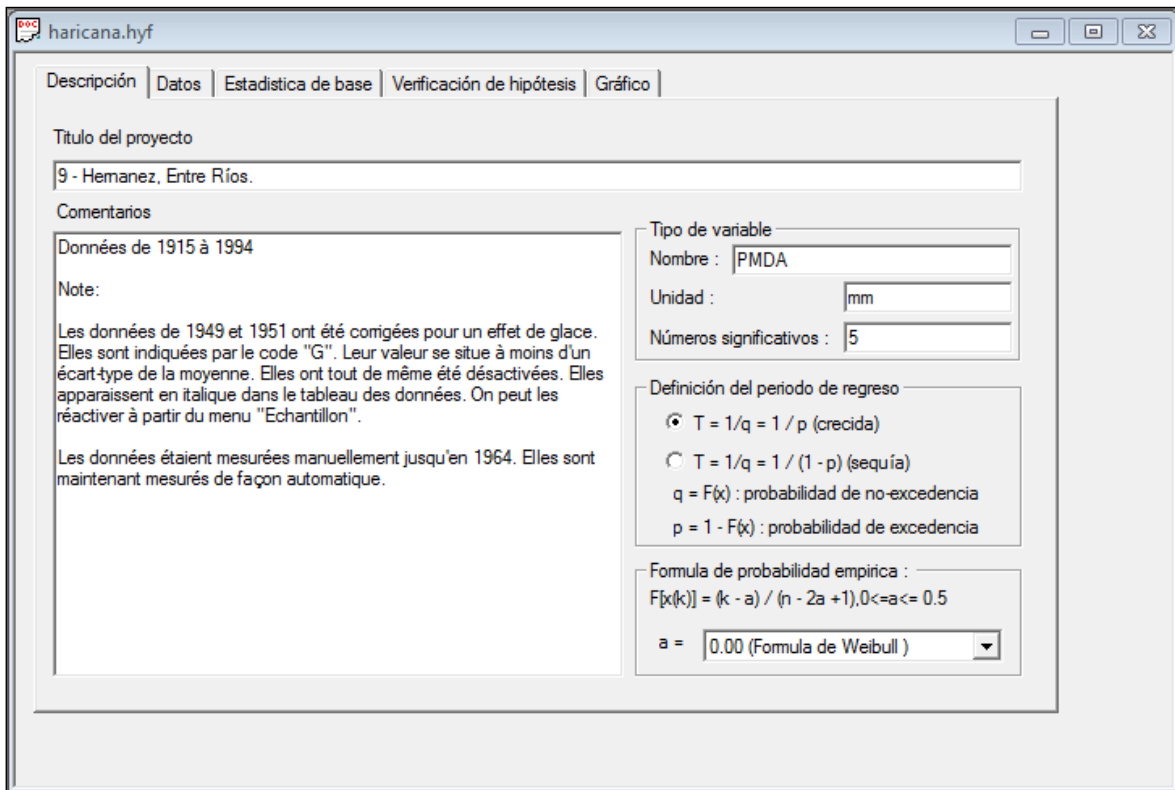 haricana.hyf
Descripción Datos Estadistica de base Verificación de hipótesis Gráfico
Titulo del proyecto
9 - Hernanez, Entre Ríos.
Comentarios
Données de 1915 à 1994
Note:
Les données de 1949 et 1951 ont été corrigées pour un effet de glace.
Elles sont indiquées par le code "G". Leur valeur se situe à moins d'un
écart-type de la moyenne. Elles ont tout de même été désactivées. Elles
apparaissent en italique dans le tableau des données. On peut les
réactiver à partir du menu "Echantillon".
Les données étaient mesurées manuellement jusqu'en 1964. Elles sont
maintenant mesurés de façon automatique.
Tipo de variable
Nombre : PMDA
Unidad : mm
Números significativos : 5
Definición del periodo de regreso
T = 1/q = 1 / p (crecida)
T = 1/q = 1 / (1 - p) (sequía)
q = F(x) : probabilidad de no-excedencia
p = 1 - F(x) : probabilidad de excedencia
Formula de probabilidad empirica :
F[x(k)] = (k - a) / (n - 2a +1),0<=a<= 0.5
a = 0.00 (Formula de Weibull )